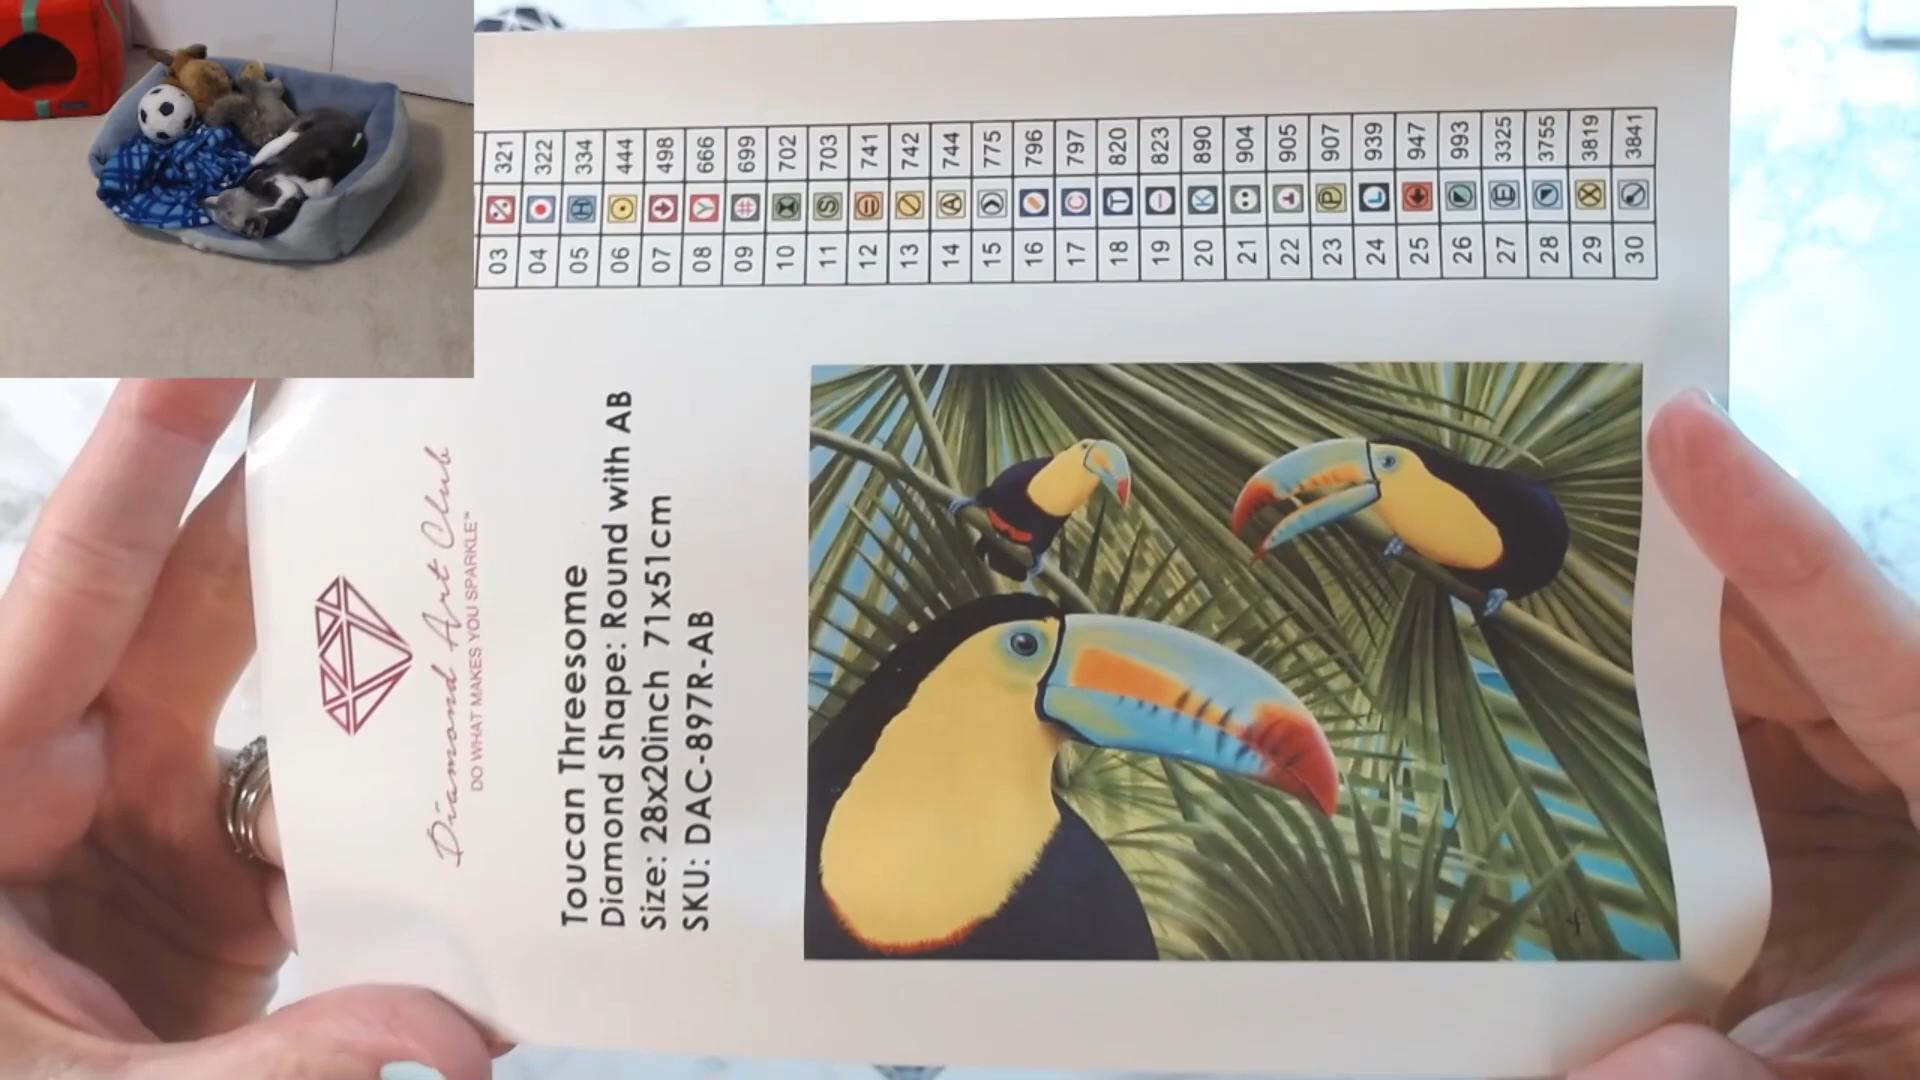 Diamond Art Club
DO WHAT MAKES YOU SPARKLE™
Toucan Threesome
Diamond Shape: Round with AB
Size: 28x20inch 71x51cm
SKU: DAC-897R-AB
03 321
04 322
05 H 334
06 444
07 498
08 Y 666
09 # 699
10 702
11 S 703
12 741
13 742
14 A 744
15 775
16 796
17 C 797
18 T 820
19 823
20 K 890
21 904
22 905
23 P 907
24 L 939
25 947
26 993
27 E 3325
28 3755
29 X 3819
30 3841